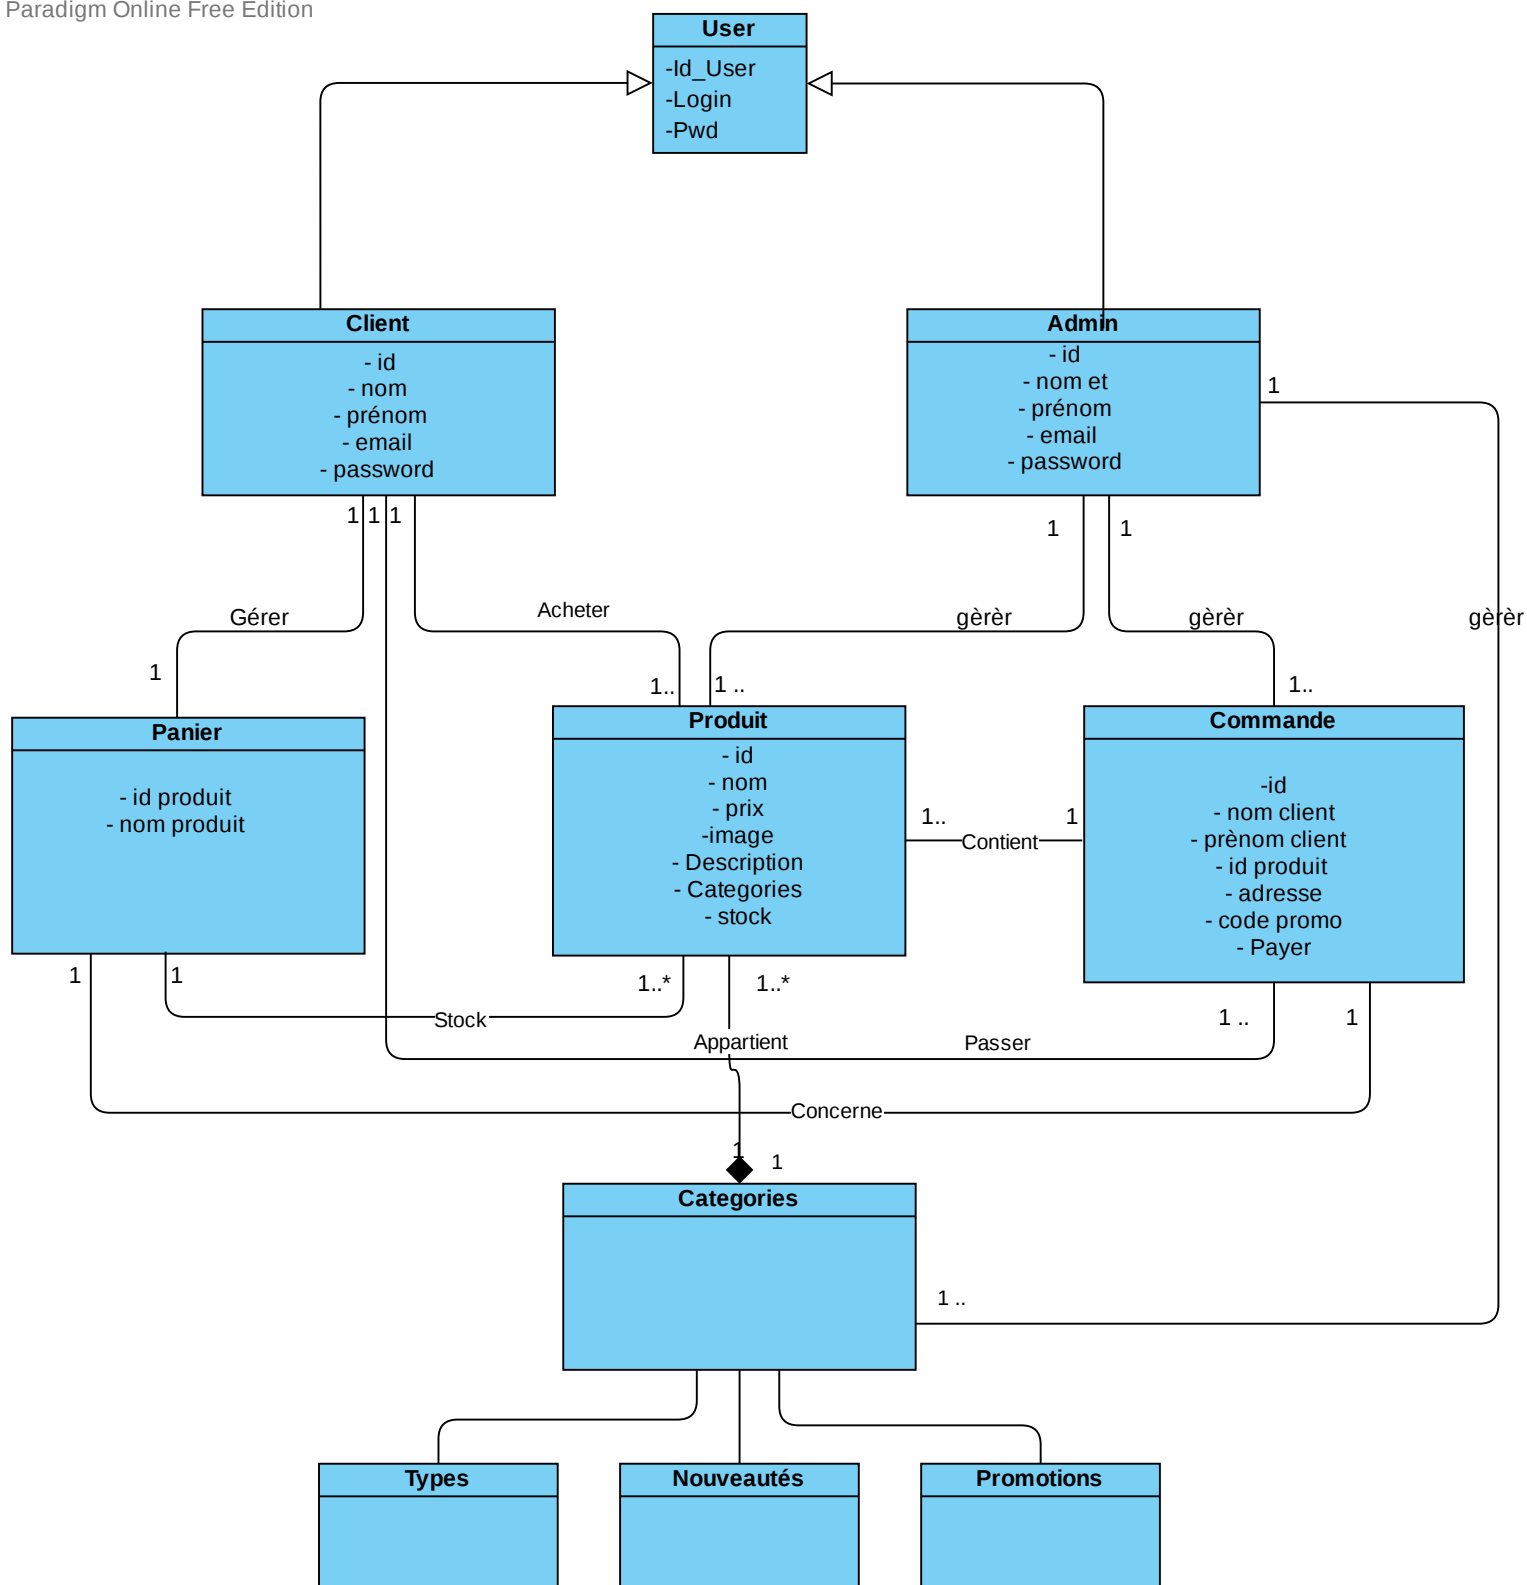 Paradigm Online Free Edition
User
-Id_User
-Login
-Pwd
Client
- id
- nom
- prénom
- email
- password
Admin
- id
- nom et
- prénom
- email
- password
1
1
1
1
1
1
Gérer
Acheter
gèrèr
gèrèr
gèrèr
1
1..
1 ..
1..
Panier
- id produit
- nom produit
Produit
- id
- nom
- prix
-image
- Description
- Categories
- stock
1..
Contient
1
Commande
-id
- nom client
- prènom client
- id produit
- adresse
- code promo
- Payer
1
1
1..*
1..*
1 ..
1
Stock
Appartient
Passer
Concerne
1
1
Categories
1 ..
Types
Nouveautés
Promotions